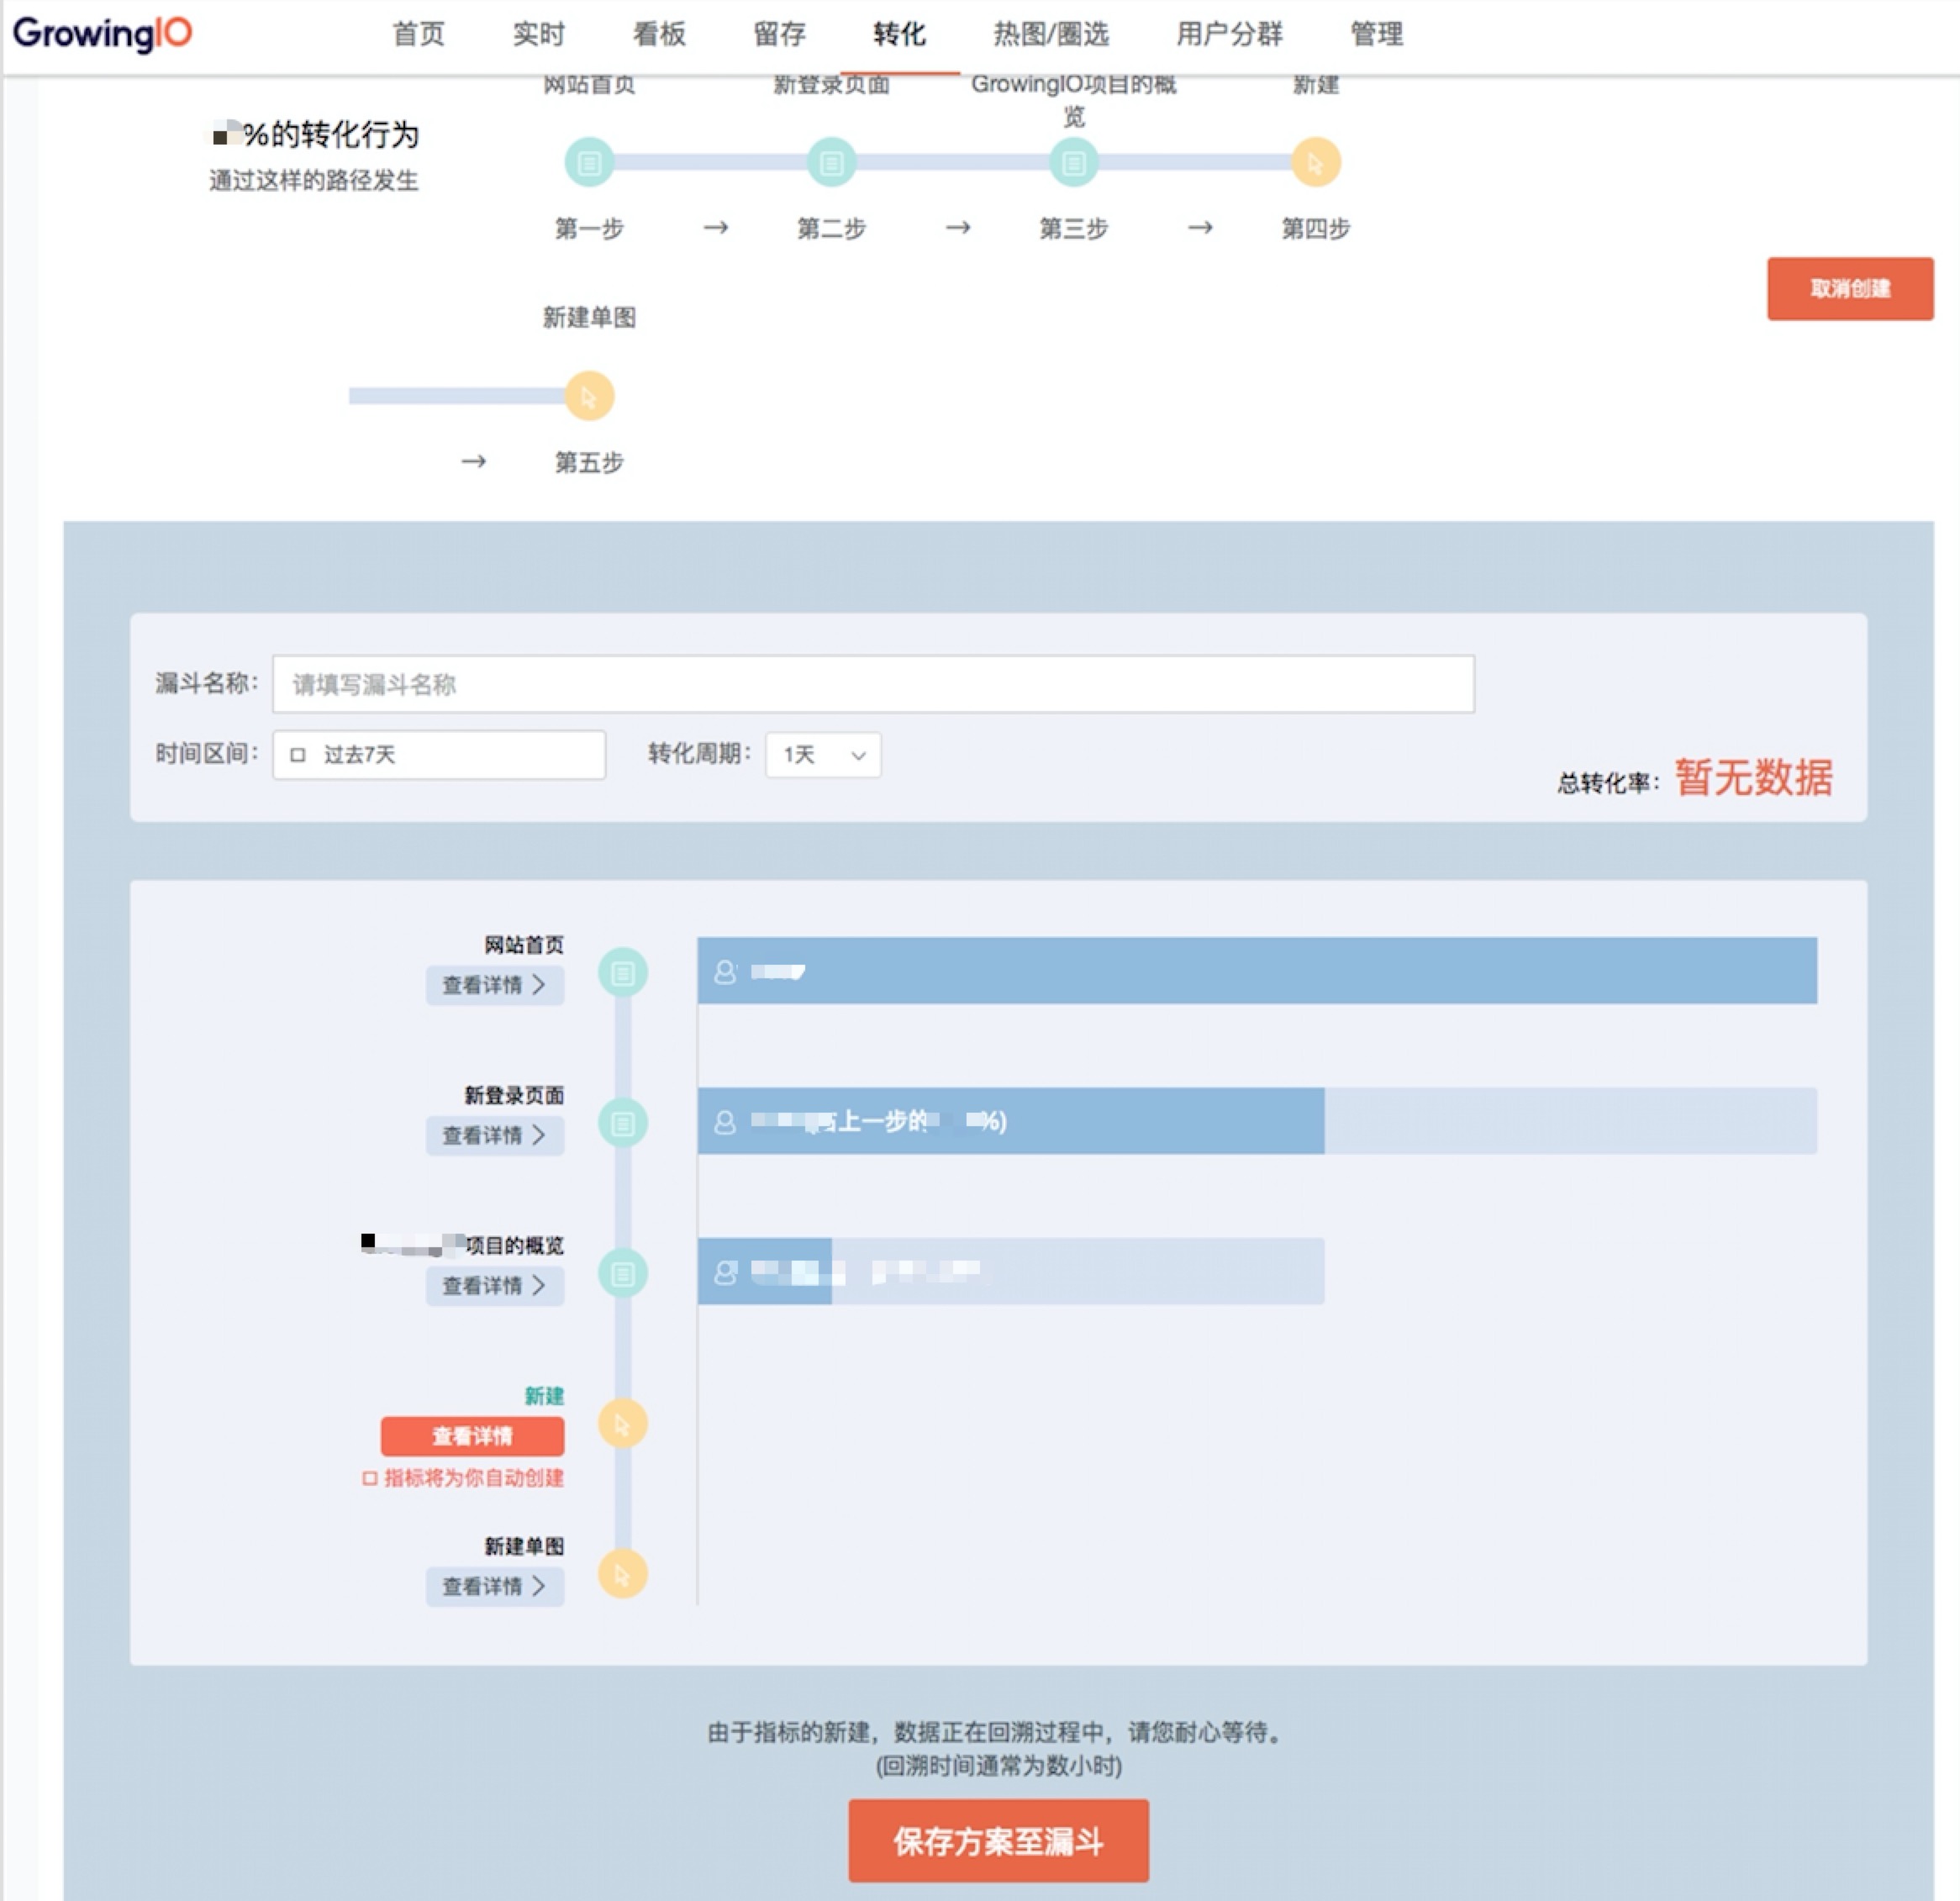 GrowingIO 首页 实时 看板 留存 转化 热图/圈选 用户分群 管理
网站首页 新登录页面 GrowingIO项目的概览 新建
%的转化行为
通过这样的路径发生
第一步 → 第二步 → 第三步 → 第四步
取消创建
新建单图
→ 第五步
漏斗名称: 请填写漏斗名称
时间区间: 过去7天 转化周期: 1天
总转化率: 暂无数据
网站首页
查看详情 >
新登录页面
查看详情 >
上一步的 %)
项目的概览
查看详情 >
新建
查看详情
指标将为你自动创建
新建单图
查看详情 >
由于指标的新建，数据正在回溯过程中，请您耐心等待。
(回溯时间通常为数小时)
保存方案至漏斗